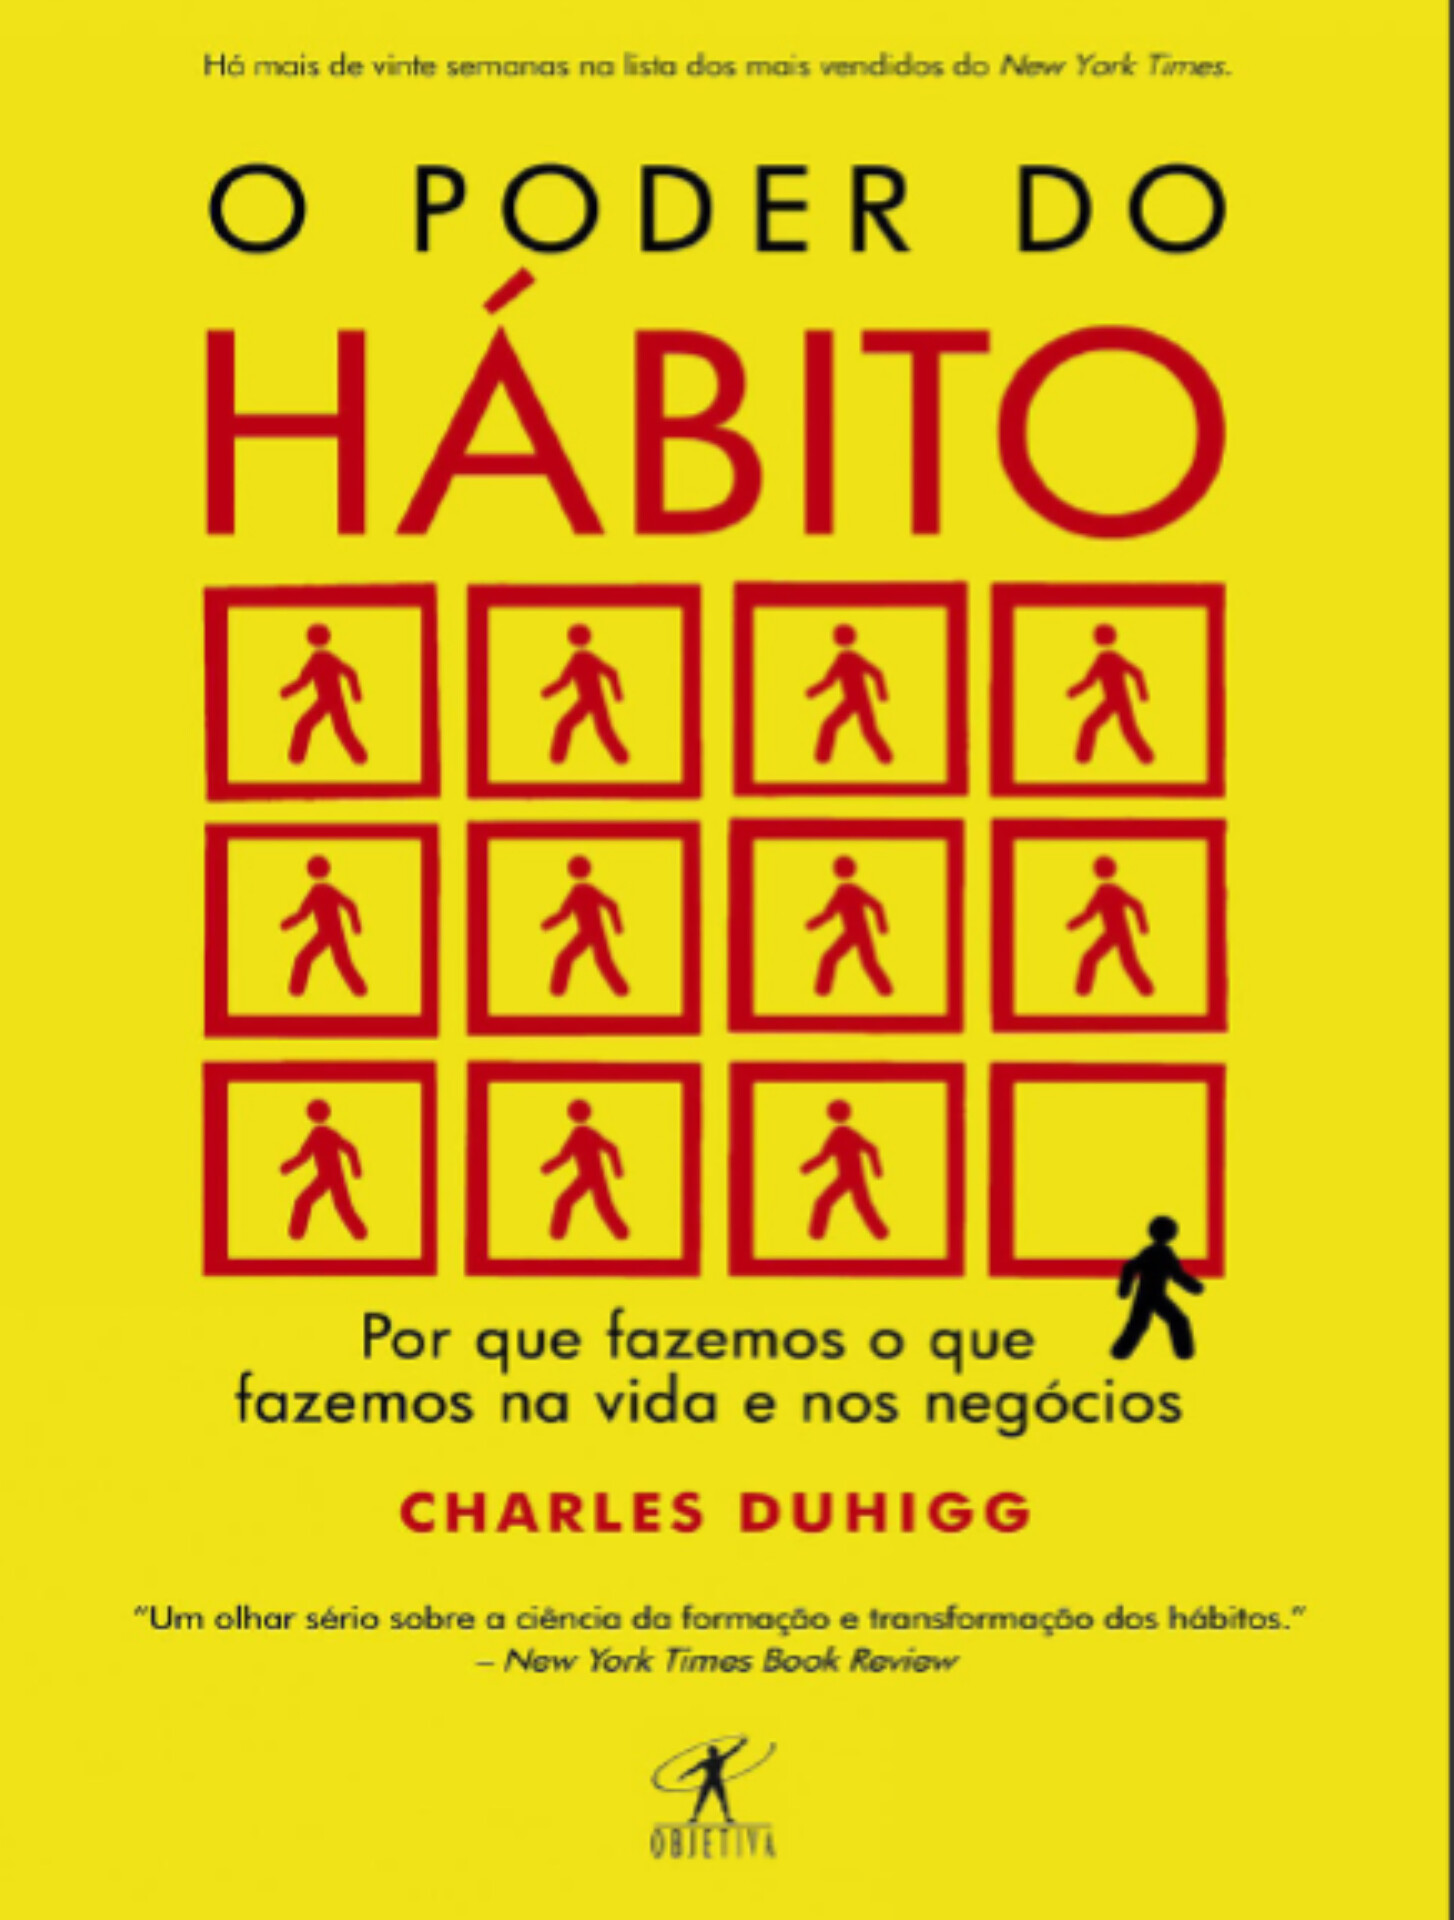 Há mais de vinte semanas na lista dos mais vendidos do New York Times.
O PODER DO
HÁBITO
Por que fazemos o que
fazemos na vida e nos negócios
CHARLES DUHIGG
“Um olhar sério sobre a ciência da formação e transformação dos hábitos.”
– New York Times Book Review
OBJETIVA